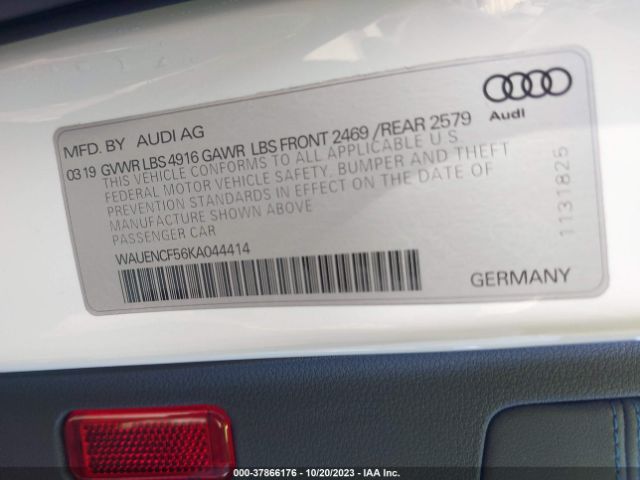 MFD. BY AUDI AG
Audi
03 19 GVWR LBS 4916 GAWR LBS FRONT 2469 /REAR 2579
THIS VEHICLE CONFORMS TO ALL APPLICABLE U S
FEDERAL MOTOR VEHICLE SAFETY, BUMPER AND THEFT
PREVENTION STANDARDS IN EFFECT ON THE DATE OF
MANUFACTURE SHOWN ABOVE
PASSENGER CAR
WAUENCF56KA044414
GERMANY
1131825
000-37866176 - 10/20/2023 - IAA Inc.